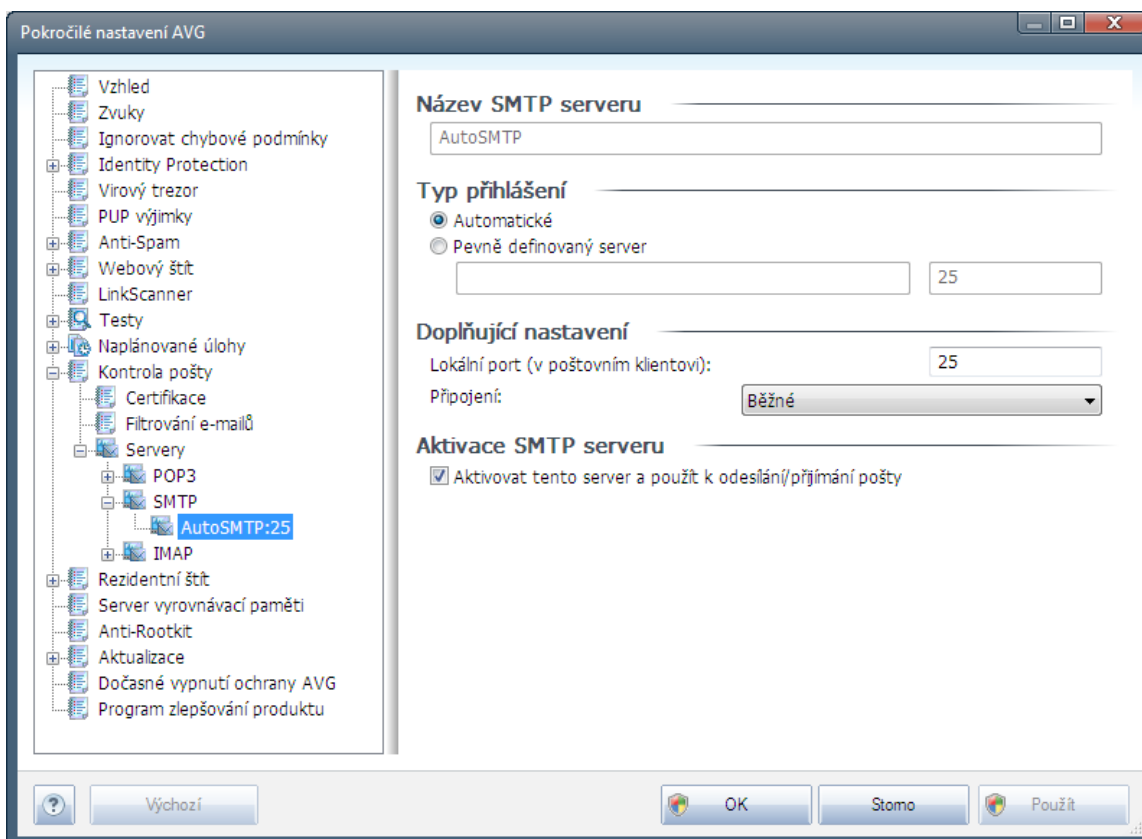 Pokročilé nastavení AVG
Vzhled
Zvuky
Ignorovat chybové podmínky
Identity Protection
Virový trezor
PUP výjimky
Anti-Spam
Webový štít
LinkScanner
Testy
Naplánované úlohy
Kontrola pošty
Certifikace
Filtrování e-mailů
Servery
POP3
SMTP
AutoSMTP:25
IMAP
Rezidentní štít
Server vyrovnávací paměti
Anti-Rootkit
Aktualizace
Dočasné vypnutí ochrany AVG
Program zlepšování produktu
Název SMTP serveru
AutoSMTP
Typ přihlášení
Automatické
Pevně definovaný server
25
Doplňující nastavení
Lokální port (v poštovním klientovi): 25
Připojení: Běžné
Aktivace SMTP serveru
Aktivovat tento server a použít k odesílání/přijímání pošty
? Výchozí OK Storno Použít